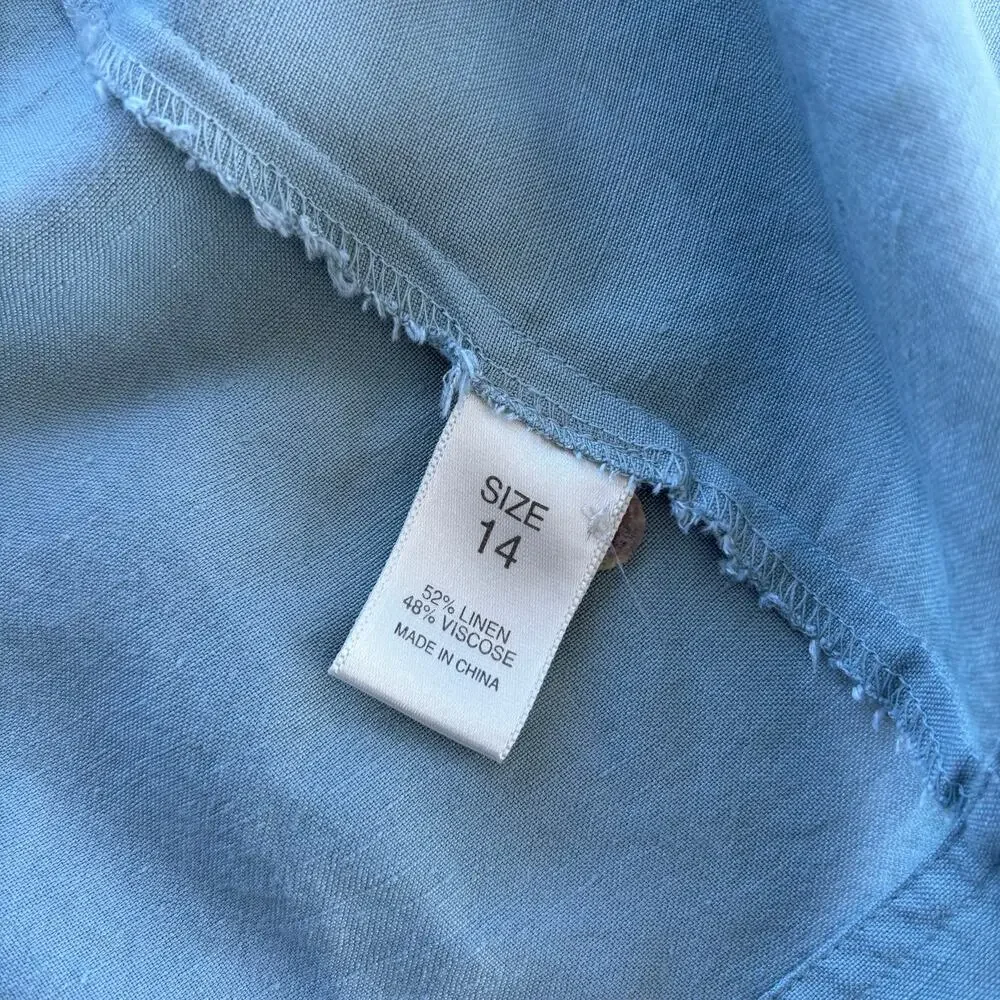 SIZE
14
52% LINEN
48% VISCOSE
MADE IN CHINA